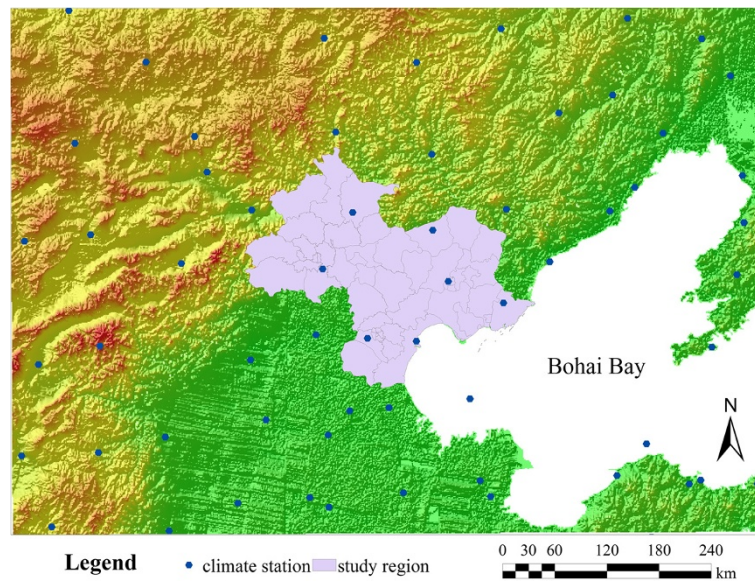 Bohai Bay
N
Legend
climate station
study region
0 30 60 120 180 240
km